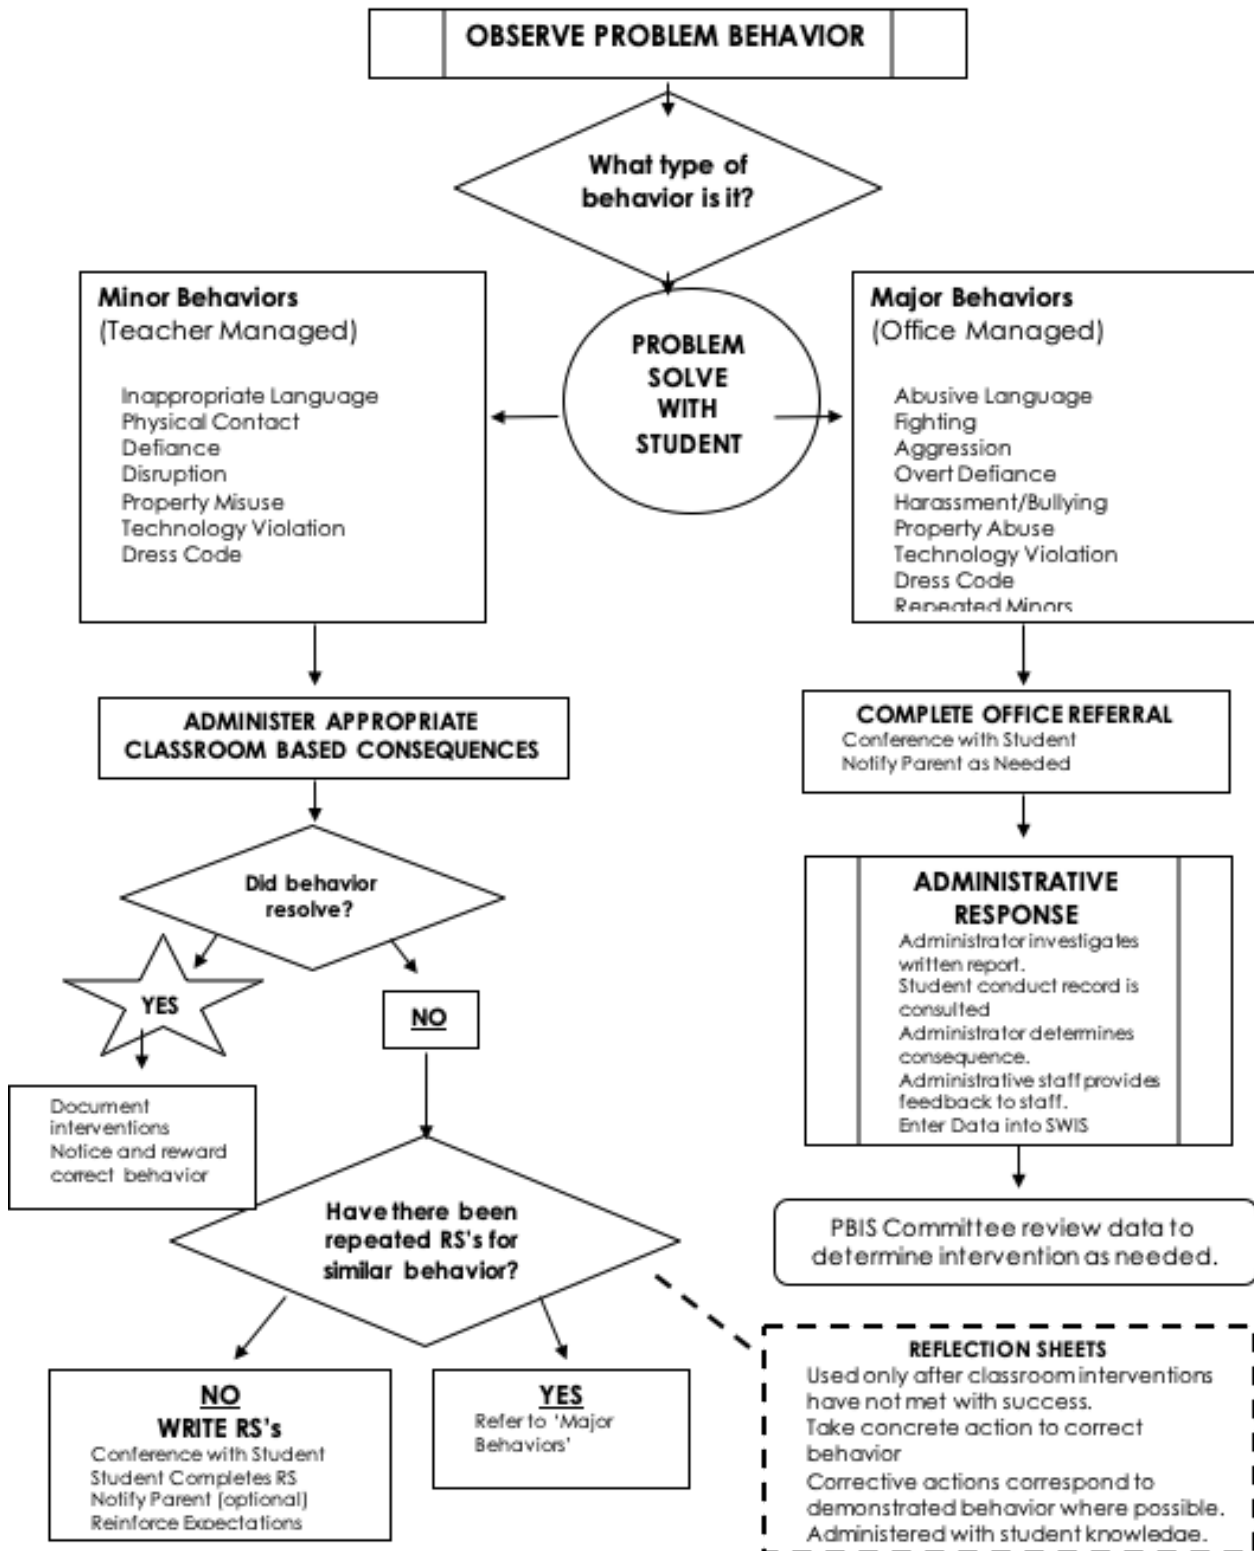 OBSERVE PROBLEM BEHAVIOR
What type of
behavior is it?
Minor Behaviors
(Teacher Managed)
Inappropriate Language
Physical Contact
Defiance
Disruption
Property Misuse
Technology Violation
Dress Code
PROBLEM
SOLVE
WITH
STUDENT
Major Behaviors
(Office Managed)
Abusive Language
Fighting
Aggression
Overt Defiance
Harassment/Bullying
Property Abuse
Technology Violation
Dress Code
Repeated Minors
ADMINISTER APPROPRIATE
CLASSROOM BASED CONSEQUENCES
COMPLETE OFFICE REFERRAL
Conference with Student
Notify Parent as Needed
Did behavior
resolve?
YES
NO
Document
interventions
Notice and reward
correct behavior
ADMINISTRATIVE
RESPONSE
Administrator investigates
written report.
Student conduct record is
consulted
Administrator determines
consequence.
Administrative staff provides
feedback to staff.
Enter Data into SWIS
Have there been
repeated RS's for
similar behavior?
PBIS Committee review data to
determine intervention as needed.
NO
WRITE RS's
Conference with Student
Student Completes RS
Notify Parent (optional)
Reinforce Expectations
YES
Refer to 'Major
Behaviors'
REFLECTION SHEETS
Used only after classroom interventions
have not met with success.
Take concrete action to correct
behavior
Corrective actions correspond to
demonstrated behavior where possible.
Administered with student knowledge.